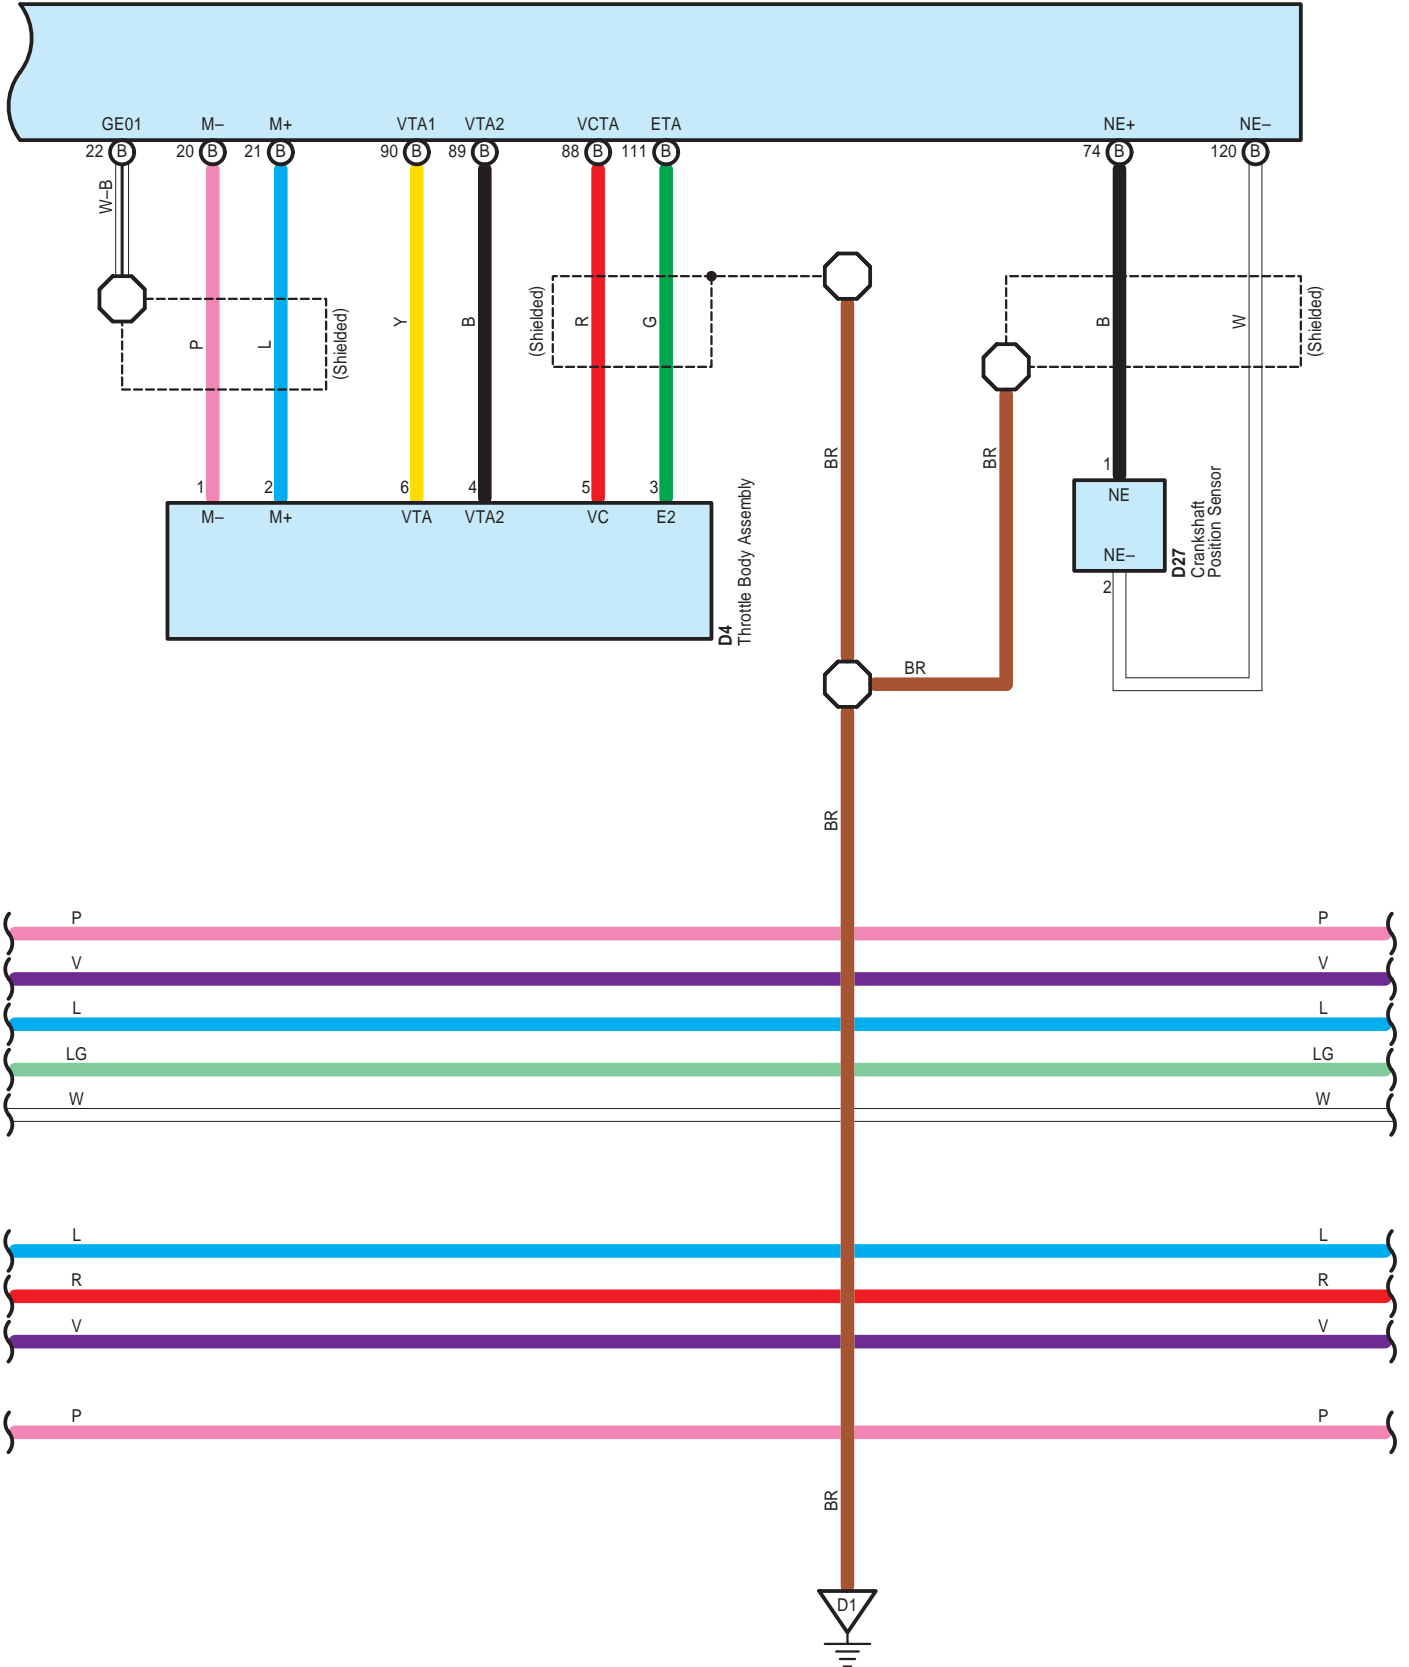 GE01 M– M+ VTA1 VTA2 VCTA ETA NE+ NE–
22 B 20 B 21 B 90 B 89 B 88 B 111 B 74 B 120 B
W–B
P
L
(Shielded)
Y
B
(Shielded)
R
G
B
W
(Shielded)
BR
BR
1 2 6 4 5 3
M– M+ VTA VTA2 VC E2
D4
Throttle Body Assembly
1
NE
NE–
2
D27
Crankshaft
Position Sensor
BR
BR
P P
V V
L L
LG LG
W W
L L
R R
V V
P P
BR
D1